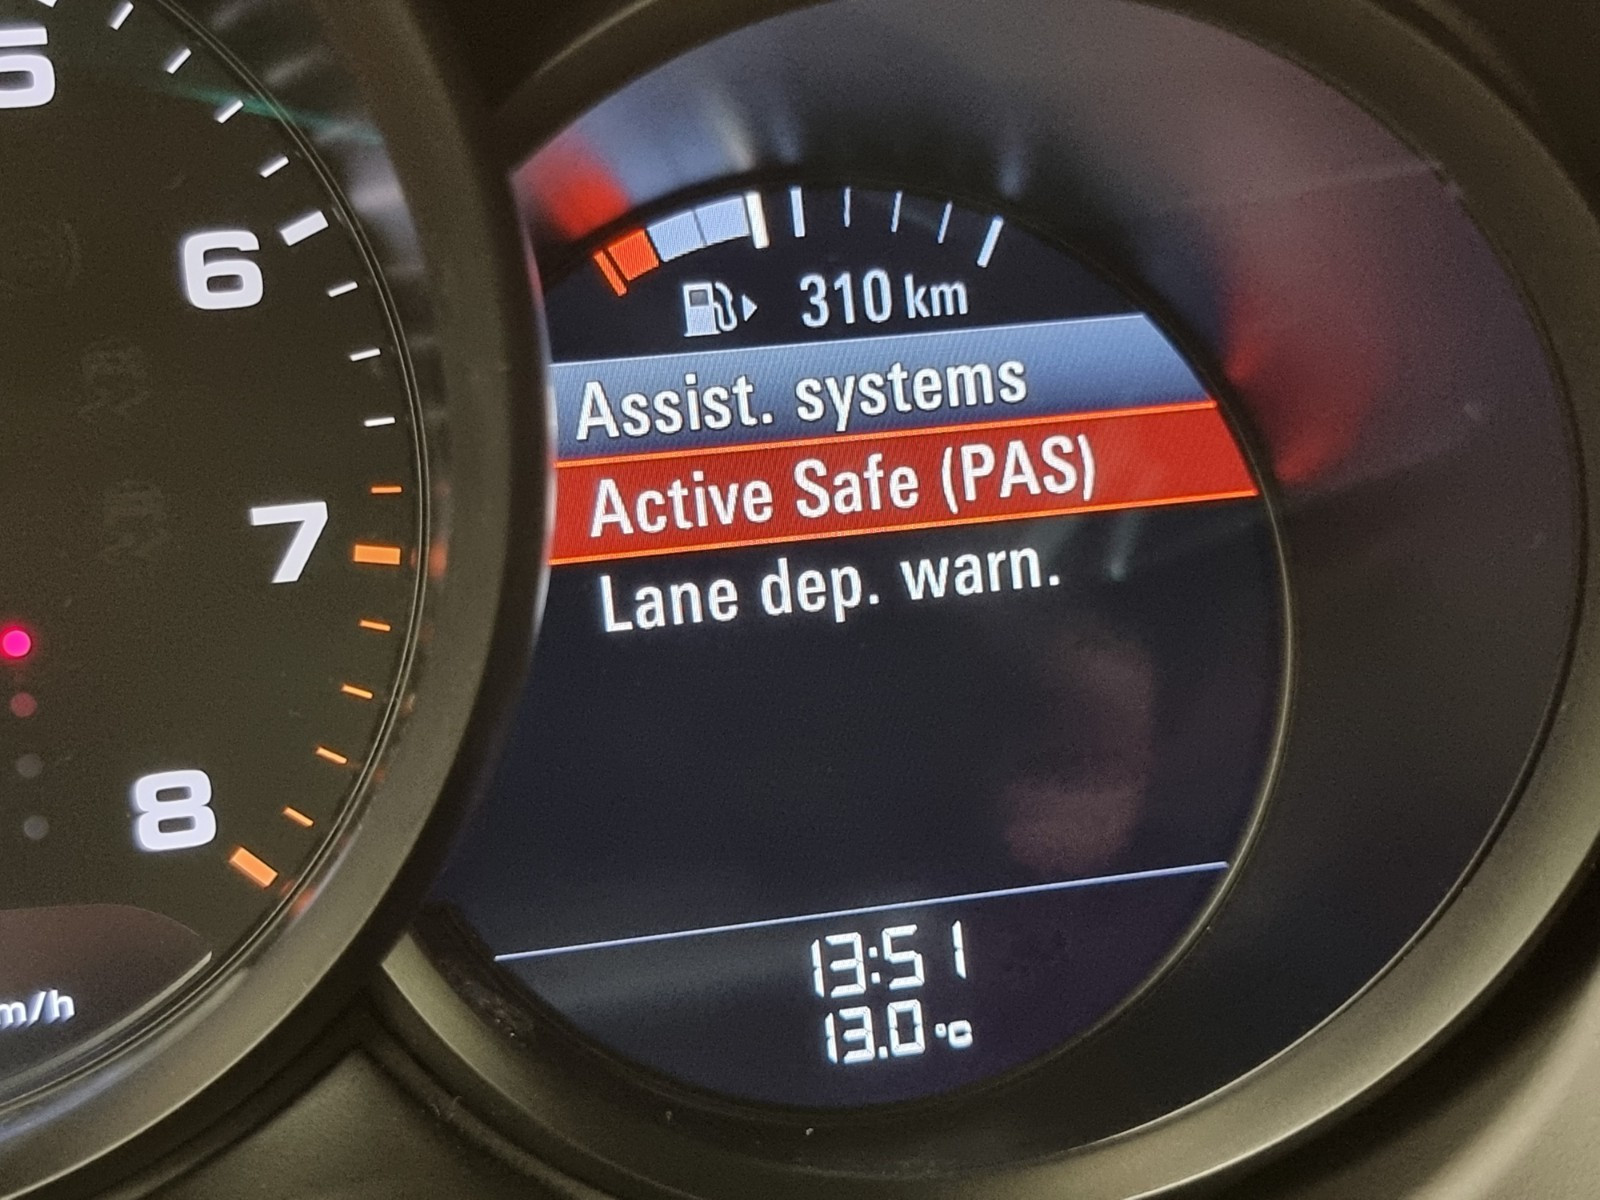 5
6
7
8
m/h
310 km
Assist. systems
Active Safe (PAS)
Lane dep. warn.
13:51
13.0 °C